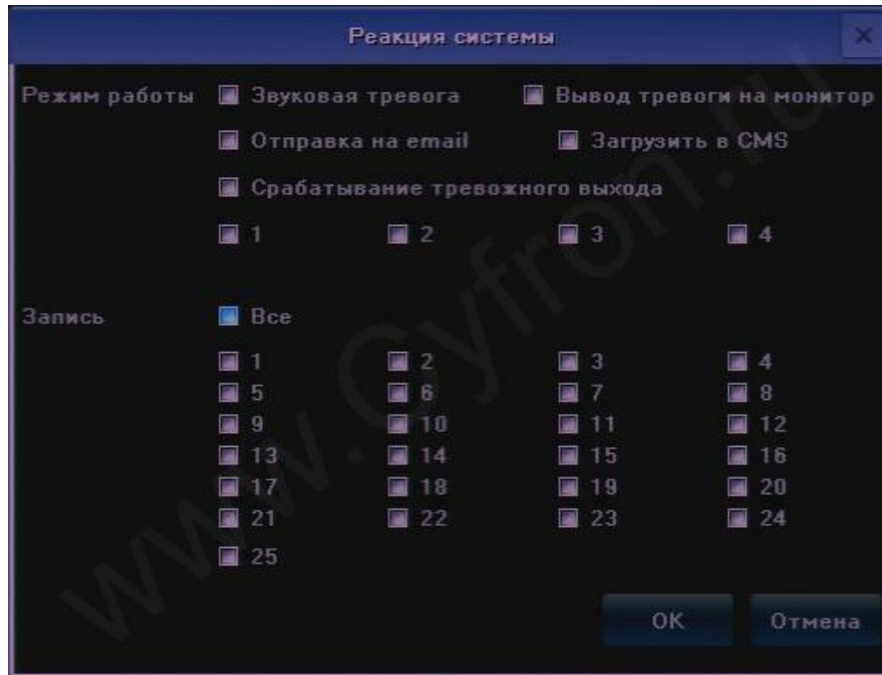 Реакция системы
Режим работы Звуковая тревога Вывод тревоги на монитор
Отправка на email Загрузить в CMS
Срабатывание тревожного выхода
1 2 3 4
Запись Все
1 2 3 4
5 6 7 8
9 10 11 12
13 14 15 16
17 18 19 20
21 22 23 24
25
OK Отмена
www.Cyfron.ru